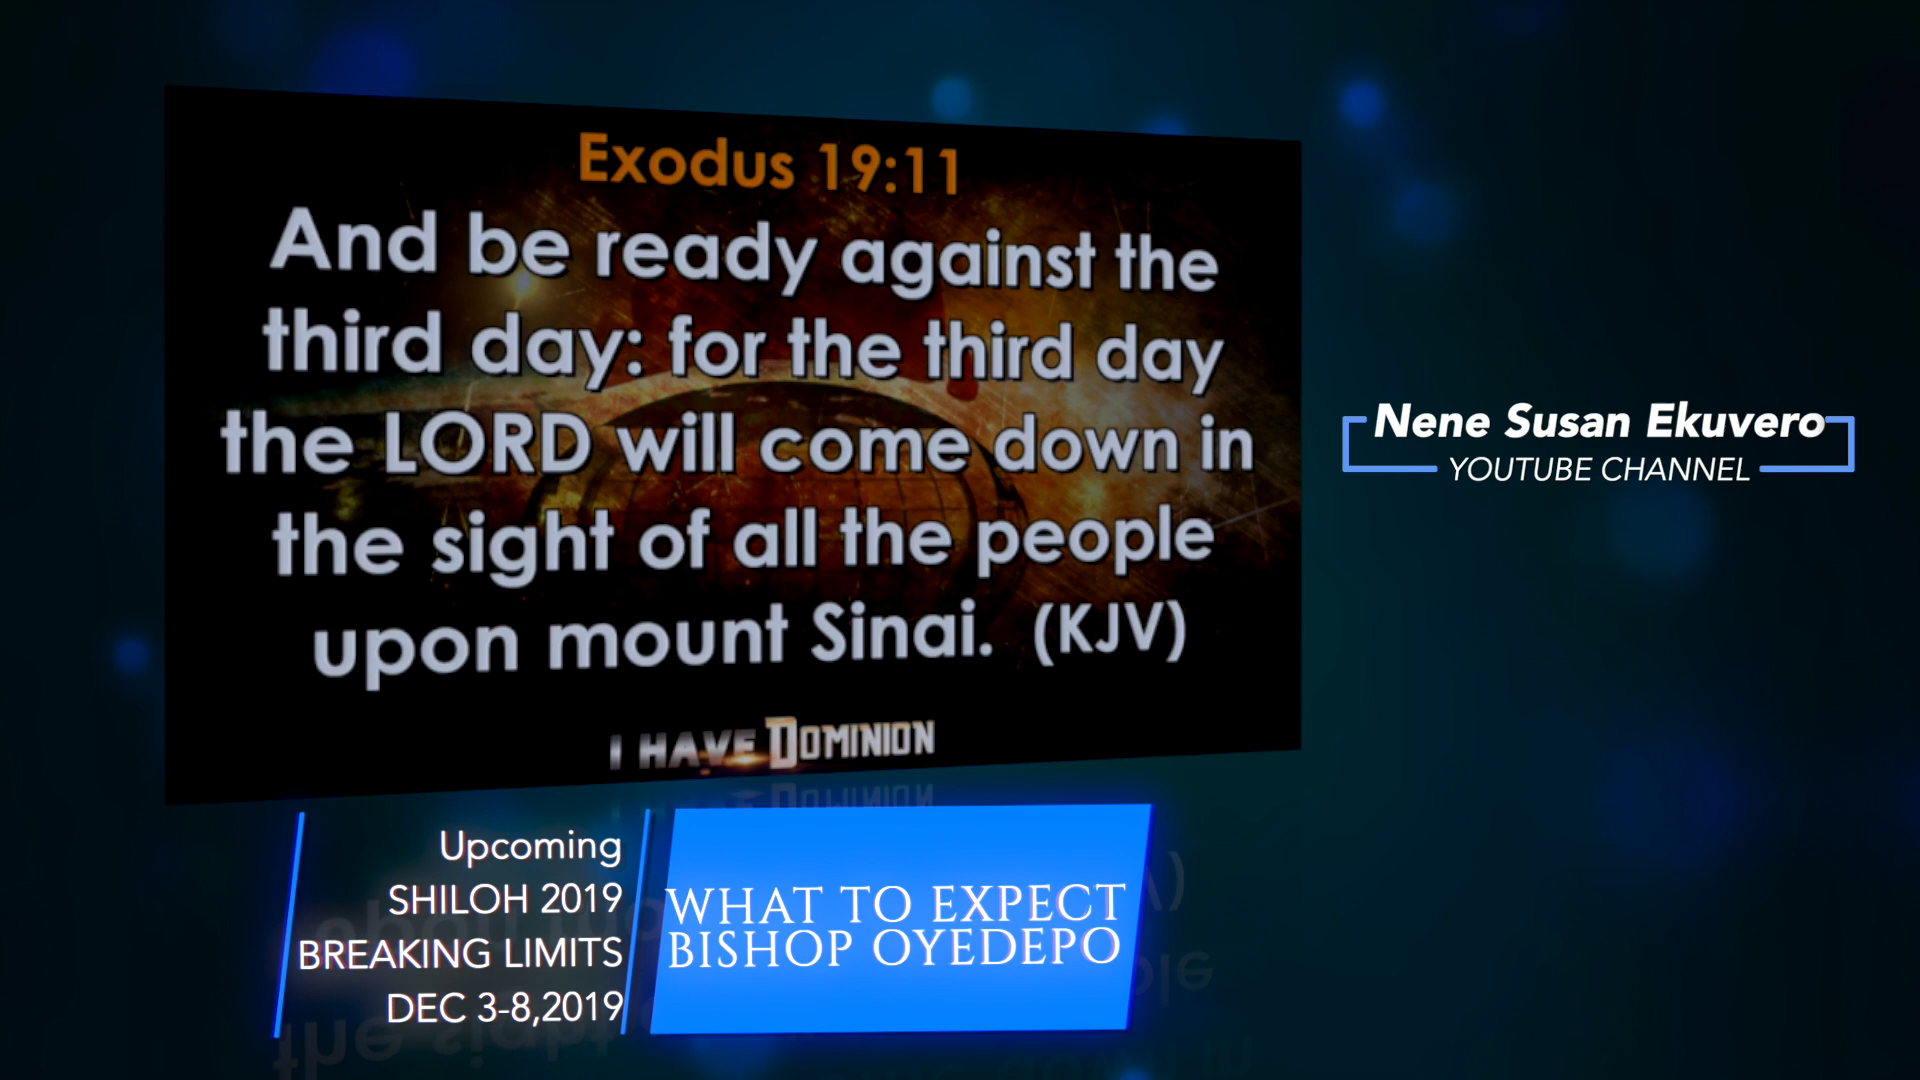 Exodus 19:11
And be ready against the
third day: for the third day
the LORD will come down in
the sight of all the people
upon mount Sinai. (KJV)
I HAVE DOMINION
Nene Susan Ekuvero
YOUTUBE CHANNEL
Upcoming
SHILOH 2019
BREAKING LIMITS
DEC 3-8,2019
WHAT TO EXPECT
BISHOP OYEDEPO